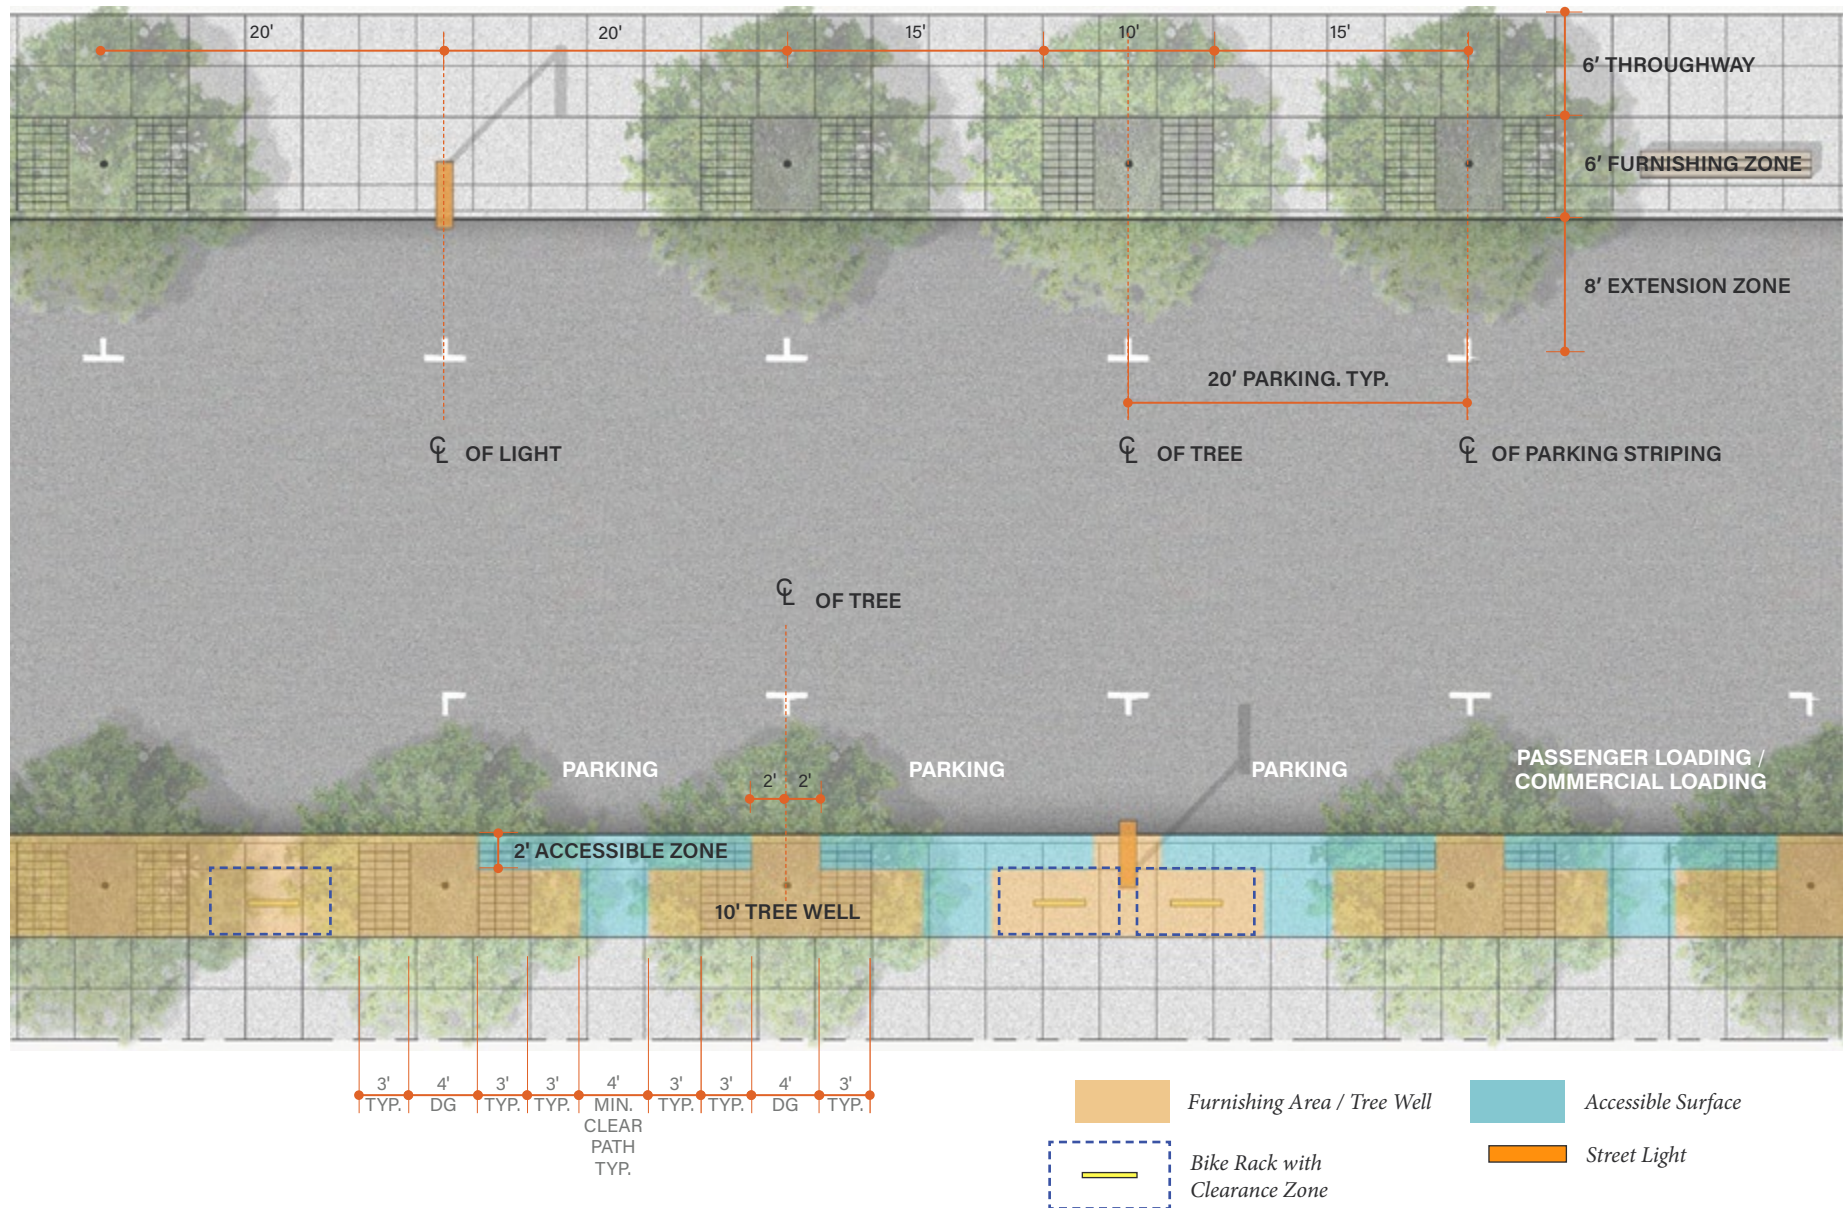 20' 20' 15' 10' 15'
6' THROUGHWAY
6' FURNISHING ZONE
8' EXTENSION ZONE
20' PARKING. TYP.
℄ OF LIGHT
℄ OF TREE
℄ OF PARKING STRIPING
℄ OF TREE
PARKING
PARKING
PARKING
PASSENGER LOADING /
COMMERCIAL LOADING
2' 2'
2' ACCESSIBLE ZONE
10' TREE WELL
3' 4' 3' 3' 4' 3' 3' 4' 3'
TYP. DG TYP. TYP. MIN. TYP. TYP. DG TYP.
CLEAR
PATH
TYP.
Furnishing Area / Tree Well
Accessible Surface
Bike Rack with
Clearance Zone
Street Light